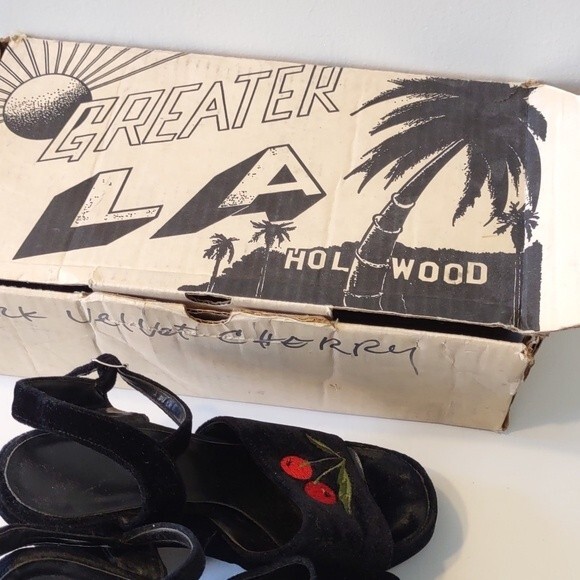 GREATER
LA
HOL WOOD
Velvet CHERRY